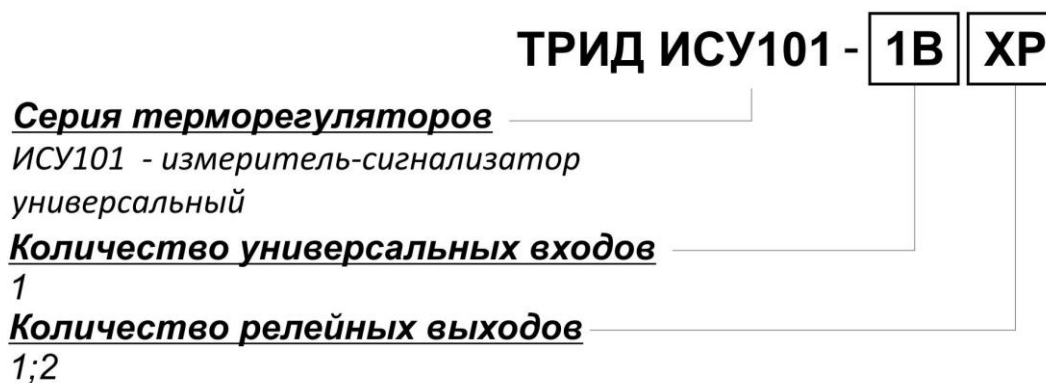 ТРИД ИСУ101 - 1В ХР
Серия терморегуляторов
ИСУ101 - измеритель-сигнализатор
универсальный
Количество универсальных входов
1
Количество релейных выходов
1;2